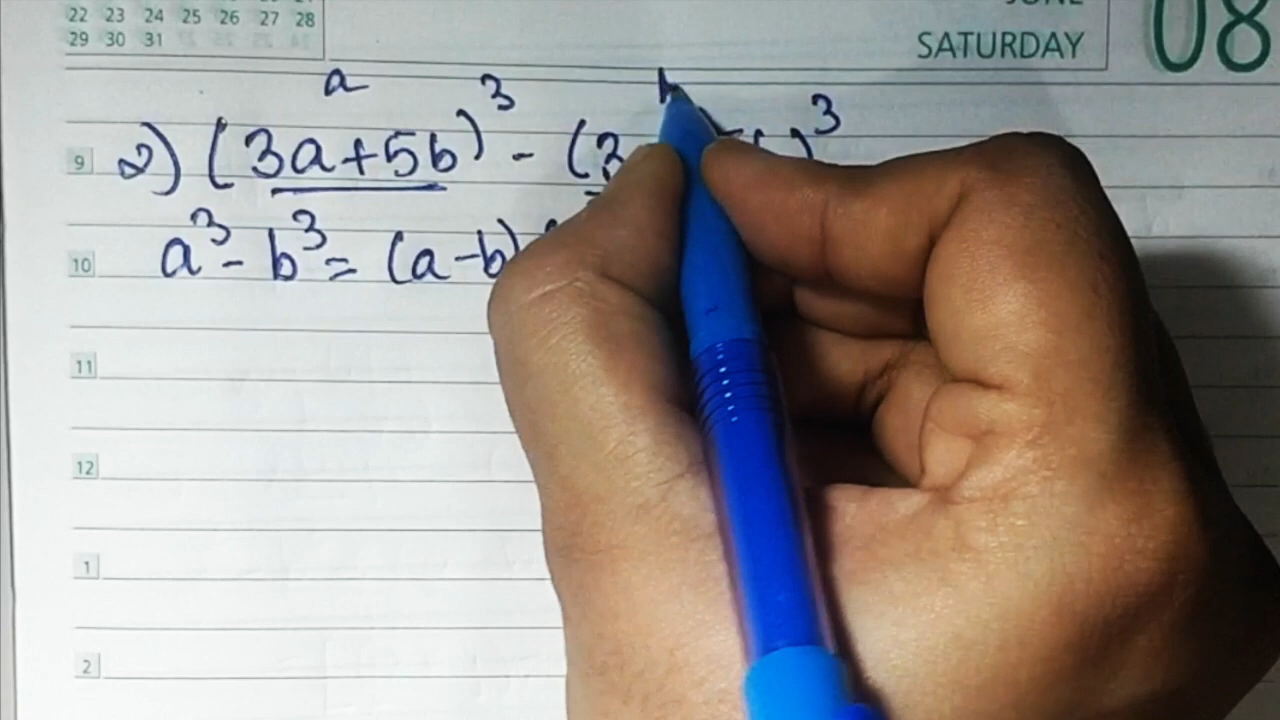 22 23 24 25 26 27 28
29 30 31
SATURDAY 08
a
9 2) (3a+5b)³ - (3 )³
10 a³ - b³ = (a-b)
11
12
1
2